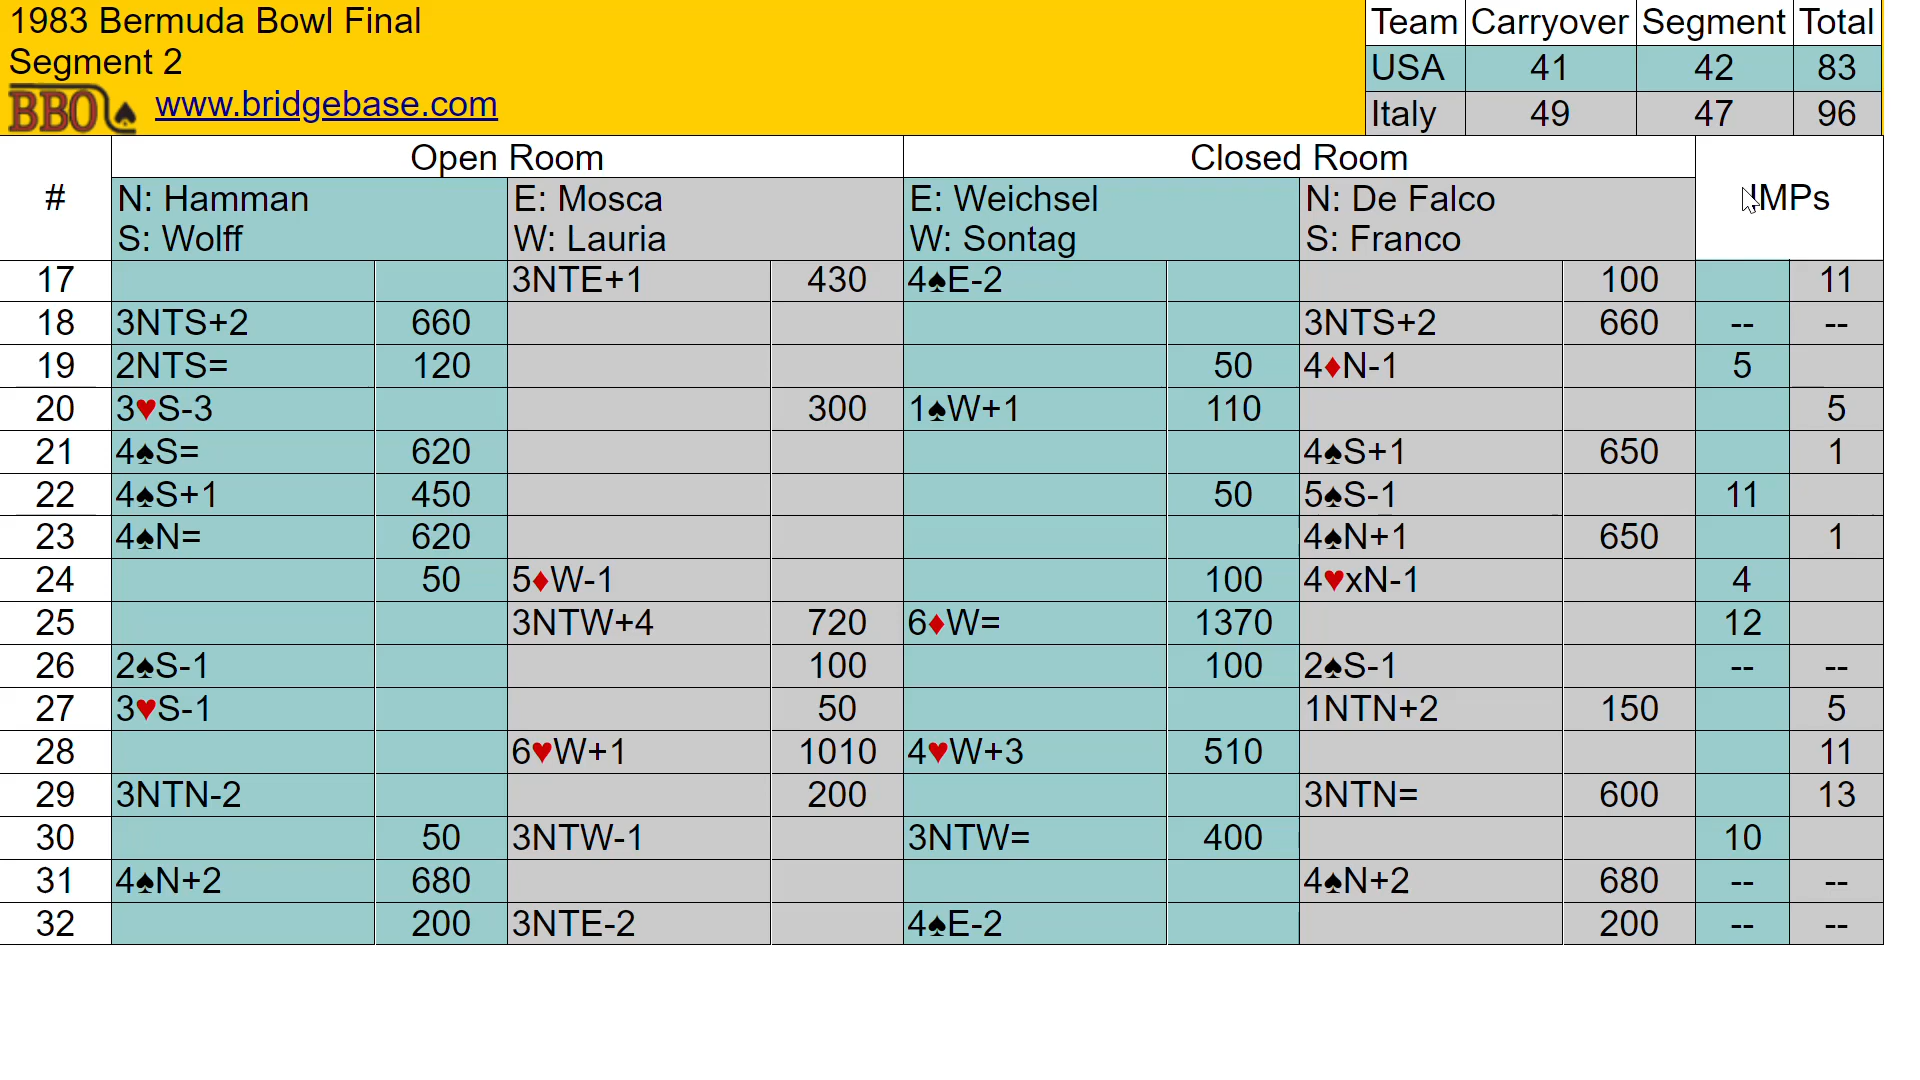 1983 Bermuda Bowl Final
Segment 2
BBO www.bridgebase.com
Team Carryover Segment Total
USA 41 42 83
Italy 49 47 96
# Open Room Closed Room IMPs
N: Hamman E: Mosca E: Weichsel N: De Falco
S: Wolff W: Lauria W: Sontag S: Franco
17 3NTE+1 430 4♠E-2 100 11
18 3NTS+2 660 3NTS+2 660 -- --
19 2NTS= 120 50 4♦N-1 5
20 3♥S-3 300 1♠W+1 110 5
21 4♠S= 620 4♠S+1 650 1
22 4♠S+1 450 50 5♠S-1 11
23 4♠N= 620 4♠N+1 650 1
24 50 5♦W-1 100 4♥xN-1 4
25 3NTW+4 720 6♦W= 1370 12
26 2♠S-1 100 100 2♠S-1 -- --
27 3♥S-1 50 1NTN+2 150 5
28 6♥W+1 1010 4♥W+3 510 11
29 3NTN-2 200 3NTN= 600 13
30 50 3NTW-1 3NTW= 400 10
31 4♠N+2 680 4♠N+2 680 -- --
32 200 3NTE-2 4♠E-2 200 -- --